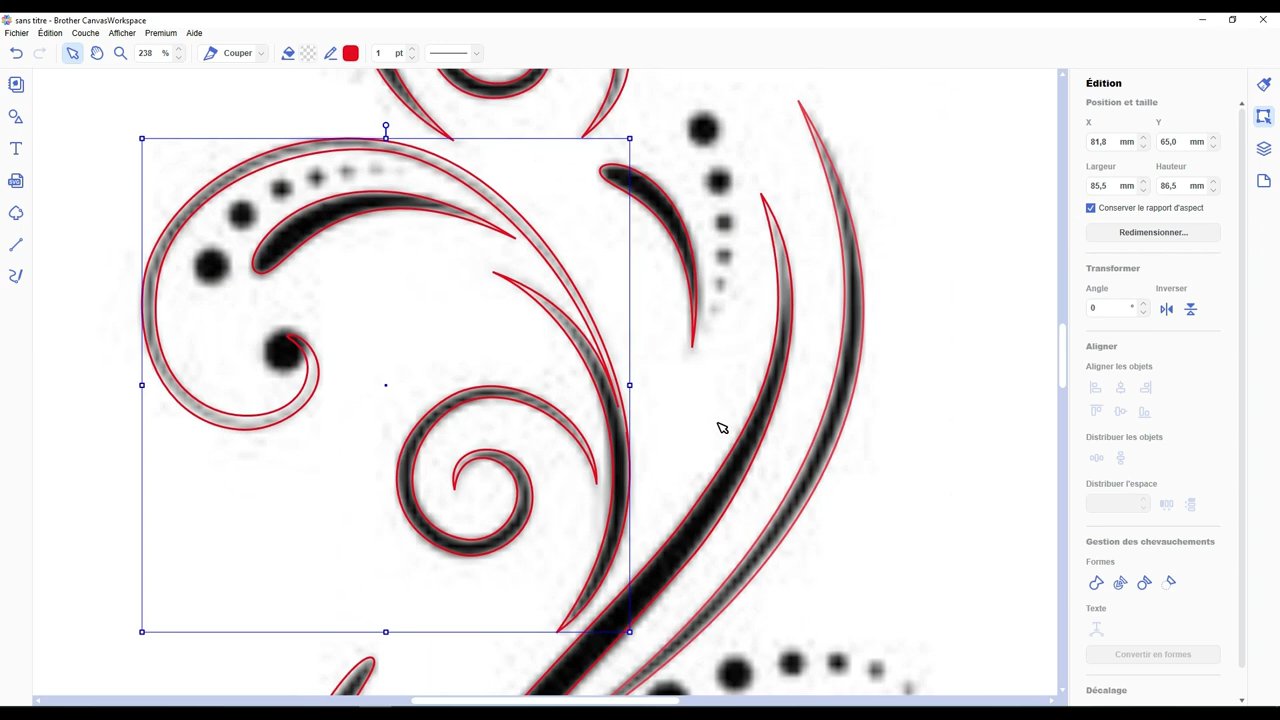 sans titre - Brother CanvasWorkspace
Fichier Édition Couche Afficher Premium Aide
238 % Couper 1 pt
Édition
Position et taille
X Y
81,8 mm 65,0 mm
Largeur Hauteur
85,5 mm 86,5 mm
Conserver le rapport d'aspect
Redimensionner...
Transformer
Angle Inverser
0 °
Aligner
Aligner les objets
Distribuer les objets
Distribuer l'espace
Gestion des chevauchements
Formes
Texte
Convertir en formes
Décalage